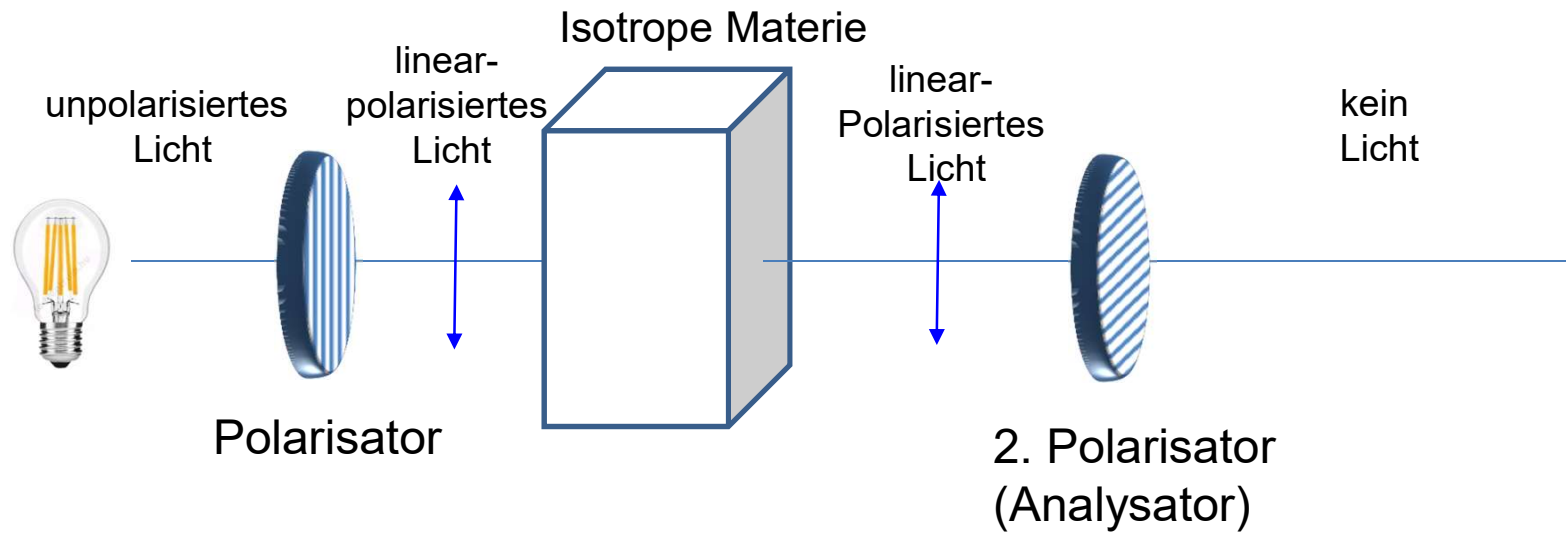 Isotrope Materie
unpolarisiertes
Licht
linear-
polarisiertes
Licht
linear-
Polarisiertes
Licht
kein
Licht
Polarisator
2. Polarisator
(Analysator)